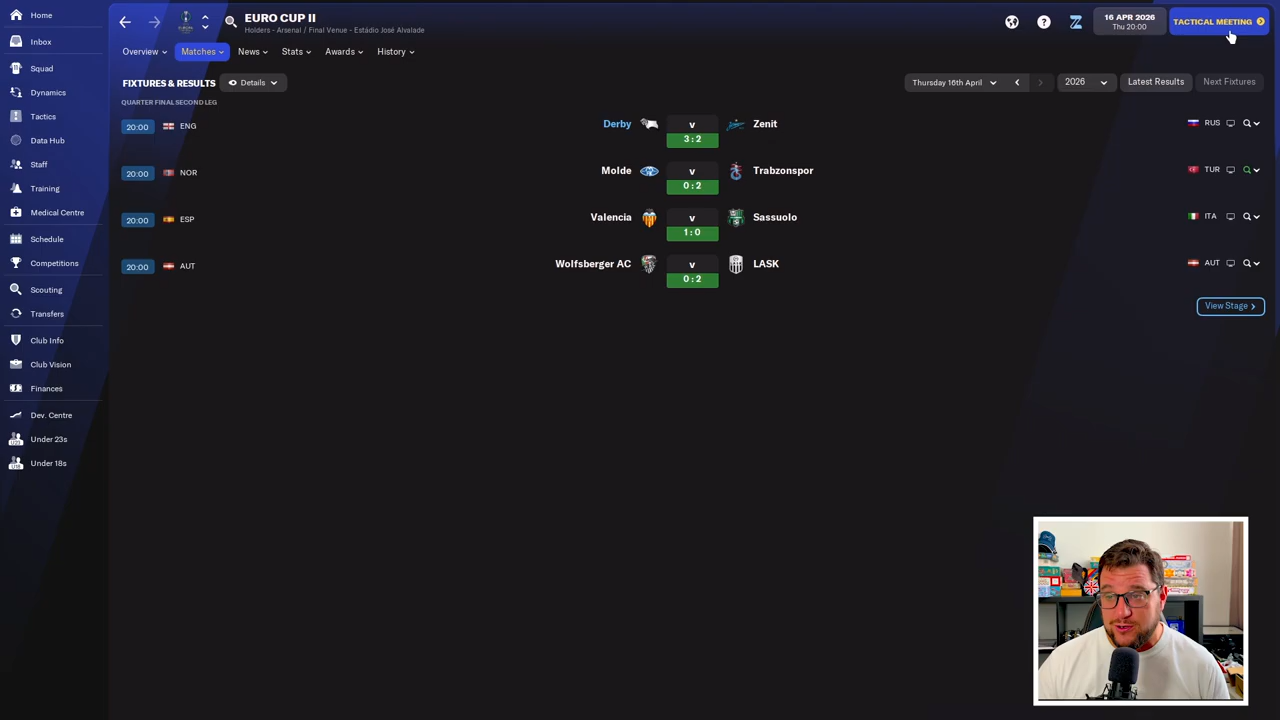 Home
EURO CUP II
Holders - Arsenal / Final Venue - Estádio José Alvalade
16 APR 2026
Thu 20:00
TACTICAL MEETING
Inbox
Overview
Matches
News
Stats
Awards
History
Squad
FIXTURES & RESULTS
Details
Thursday 16th April
2026
Latest Results
Next Fixtures
Dynamics
QUARTER FINAL SECOND LEG
Tactics
20:00 ENG Derby v Zenit RUS
3 : 2
Data Hub
Staff
20:00 NOR Molde v Trabzonspor TUR
0 : 2
Training
Medical Centre
20:00 ESP Valencia v Sassuolo ITA
1 : 0
Schedule
Competitions
20:00 AUT Wolfsberger AC v LASK AUT
0 : 2
Scouting
View Stage
Transfers
Club Info
Club Vision
Finances
Dev. Centre
Under 23s
Under 18s